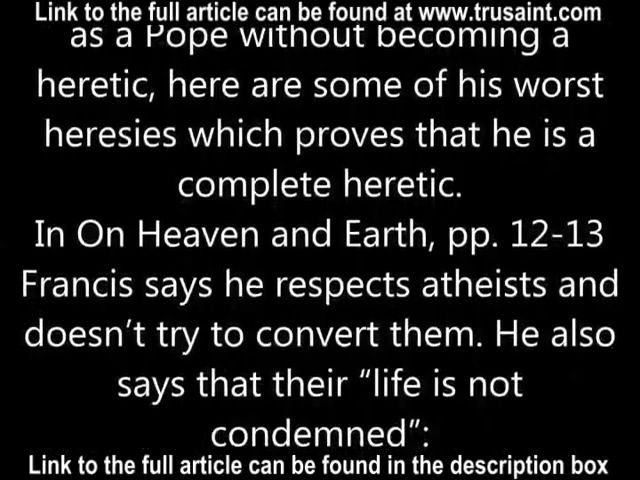 Link to the full article can be found at www.trusaint.com
as a Pope without becoming a
heretic, here are some of his worst
heresies which proves that he is a
complete heretic.
In On Heaven and Earth, pp. 12-13
Francis says he respects atheists and
doesn’t try to convert them. He also
says that their “life is not
condemned”:
Link to the full article can be found in the description box